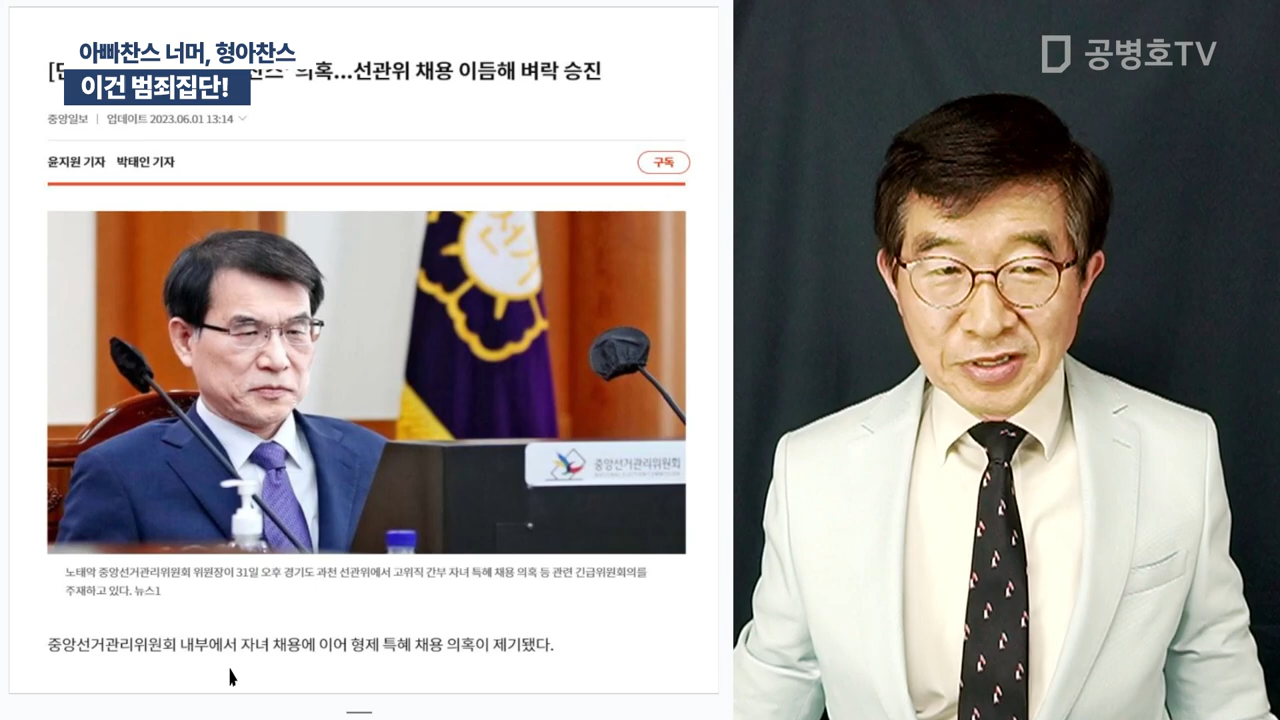 아빠찬스 너머, 형아찬스
이건 범죄집단!
의혹...선관위 채용 이듬해 벼락 승진
중앙일보 | 업데이트 2023.06.01 13:14
윤지원 기자 박태인 기자
구독
중앙선거관리위원회
노태악 중앙선거관리위원회 위원장이 31일 오후 경기도 과천 선관위에서 고위직 간부 자녀 특혜 채용 의혹 등 관련 긴급위원회의를
주재하고 있다. 뉴스1
중앙선거관리위원회 내부에서 자녀 채용에 이어 형제 특혜 채용 의혹이 제기됐다.
공병호TV